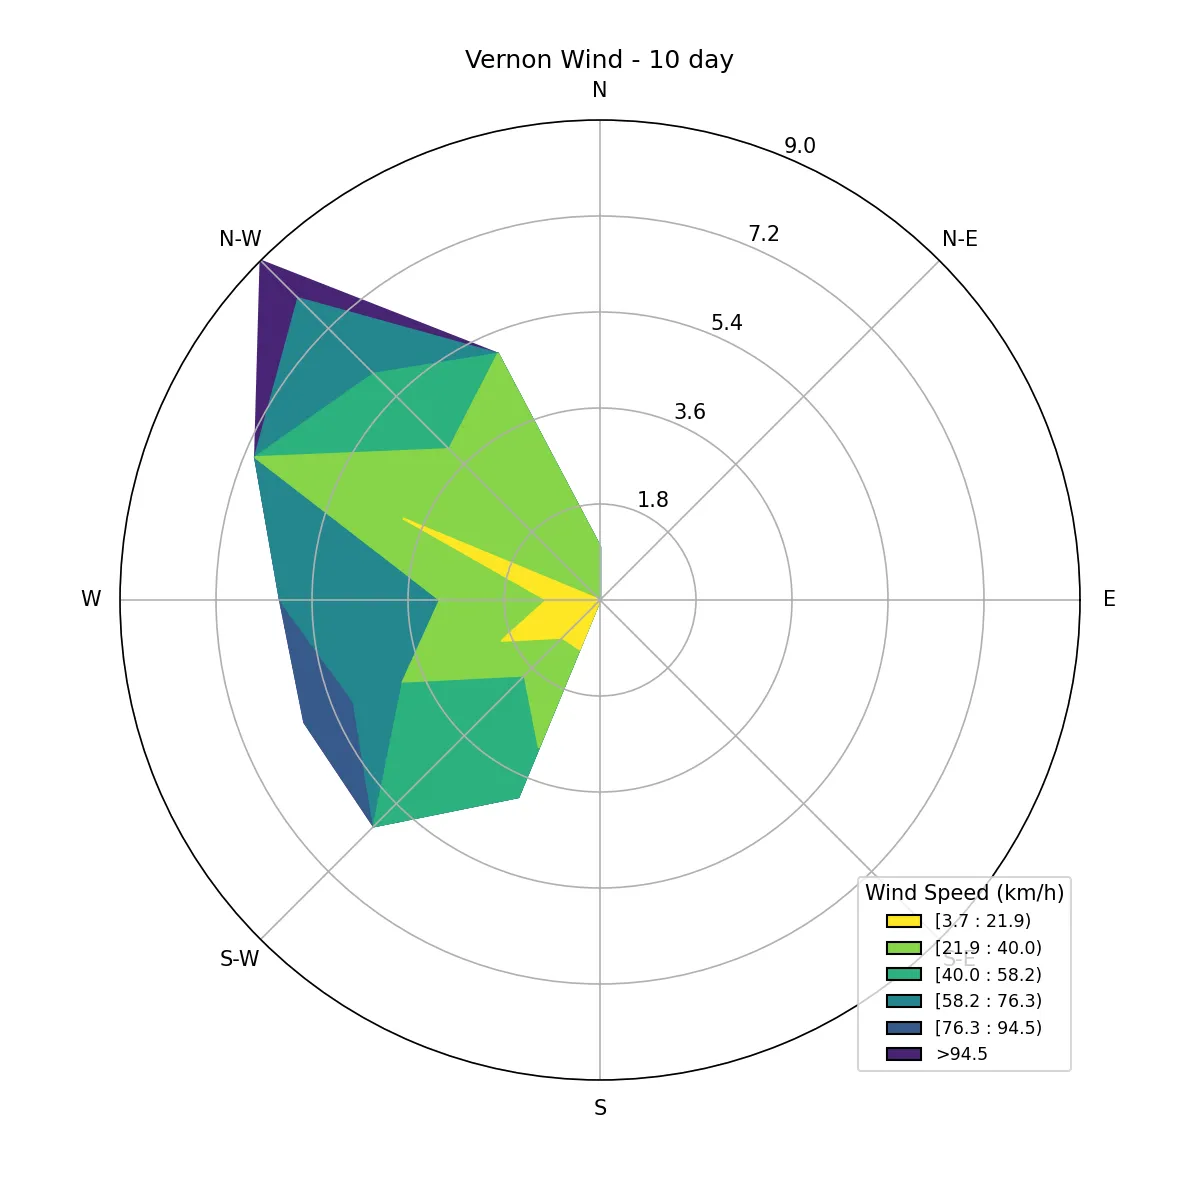 Vernon Wind - 10 day
N
9.0
N-W
7.2
N-E
5.4
3.6
1.8
W
E
S-W
S-E
S
Wind Speed (km/h)
[3.7 : 21.9)
[21.9 : 40.0)
[40.0 : 58.2)
[58.2 : 76.3)
[76.3 : 94.5)
>94.5